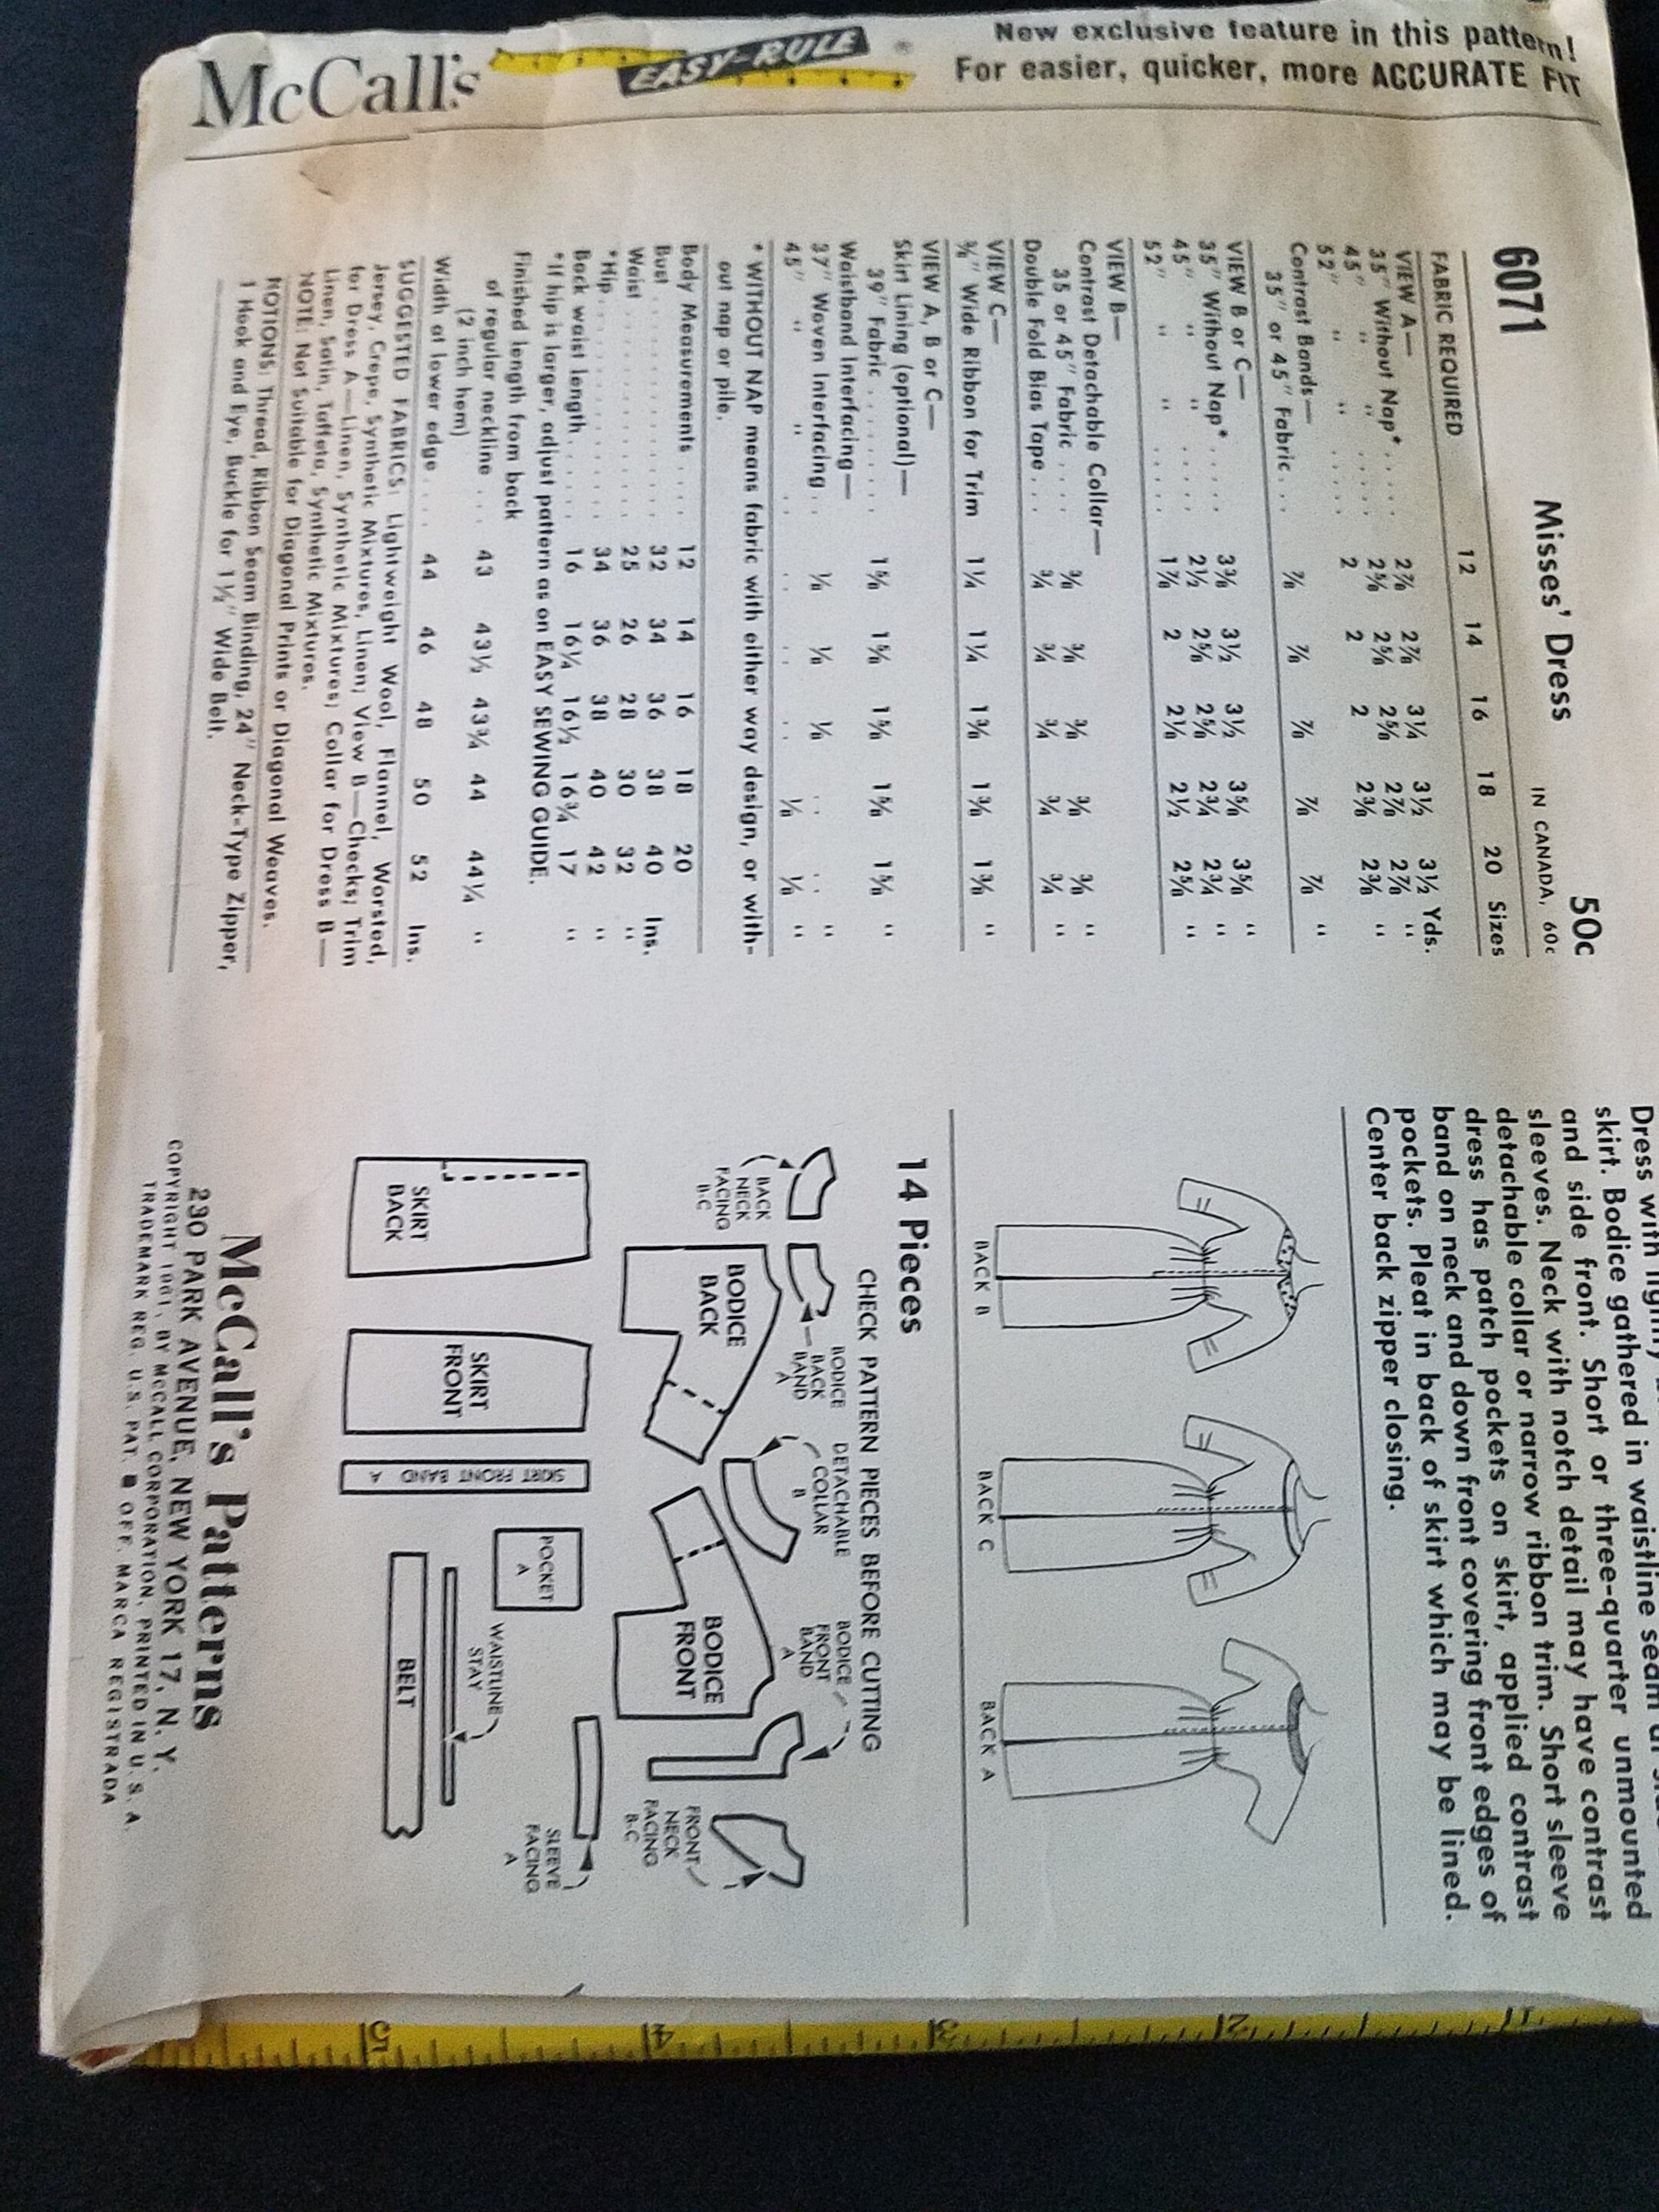 McCall's
EASY-RULE ®
New exclusive feature in this pattern!
For easier, quicker, more ACCURATE FIT
6071 Misses' Dress 50c
IN CANADA, 60c
FABRIC REQUIRED 12 14 16 18 20 Sizes
VIEW A—
35" Without Nap* . . . . . . 2⅞ 2⅞ 3¼ 3½ 3½ Yds.
45" " " . . . . . 2⅝ 2⅝ 2⅝ 2⅞ 2⅞ "
52" " " . . . . . 2 2 2 2⅜ 2⅜ "
Contrast Bands—
35" or 45" Fabric . . . ⅞ ⅞ ⅞ ⅞ ⅞ "
VIEW B or C—
35" Without Nap* . . . . 3⅜ 3½ 3½ 3⅝ 3⅝ "
45" " " . . . . 2½ 2⅝ 2⅝ 2¾ 2¾ "
52" " " . . . . 1⅞ 2 2⅛ 2½ 2⅝ "
VIEW B—
Contrast Detachable Collar—
35 or 45" Fabric . . . . ⅜ ⅜ ⅜ ⅜ ⅜ "
Double Fold Bias Tape . . . ¾ ¾ ¾ ¾ ¾ "
VIEW C—
Wide Ribbon for Trim 1¼ 1¼ 1⅜ 1⅜ 1⅜ "
VIEW A, B or C—
Skirt Lining (optional)—
39" Fabric . . . . . . . . 1⅝ 1⅝ 1⅝ 1⅝ 1⅝ "
Waistband Interfacing—
37" Woven Interfacing . . ⅛ ⅛ ⅛ . . . . "
45" " " . . . . . . . . ⅛ ⅛ "
* WITHOUT NAP means fabric with either way design, or with-
out nap or pile.
Body Measurements . . . . 12 14 16 18 20
Bust . . . . . . . . . . . 32 34 36 38 40 Ins.
Waist . . . . . . . . . . 25 26 28 30 32 "
*Hip . . . . . . . . . . . 34 36 38 40 42 "
Back waist length . . . . . 16 16¼ 16½ 16¾ 17 "
*If hip is larger, adjust pattern as on EASY SEWING GUIDE.
Finished length from back
of regular neckline . . . 43 43½ 43¾ 44 44¼ "
(2 inch hem)
Width at lower edge . . . . 44 46 48 50 52 Ins.
SUGGESTED FABRICS: Lightweight Wool, Flannel, Worsted,
Jersey, Crepe, Synthetic Mixtures, Linen; View B—Checks; Trim
for Dress A—Linen, Synthetic Mixtures; Collar for Dress B—
Linen, Satin, Taffeta, Synthetic Mixtures.
NOTE: Not Suitable for Diagonal Prints or Diagonal Weaves.
NOTIONS: Thread, Ribbon Seam Binding, 24" Neck-Type Zipper,
1 Hook and Eye, Buckle for 1½" Wide Belt.
Dress with waistline seam
skirt. Bodice gathered in unmounted
and side front. Short or three-quarter
sleeves. Neck with notch detail may have contrast
detachable collar or narrow ribbon trim. Short sleeve
dress has patch pockets on skirt, applied contrast
band on neck and down front covering front edges of
pockets. Pleat in back of skirt which may be lined.
Center back zipper closing.
BACK B
BACK C
BACK A
14 Pieces
CHECK PATTERN PIECES BEFORE CUTTING
BACK
NECK
FACING
B-C
BODICE
BACK
BAND
A
DETACHABLE
COLLAR
B
BODICE
FRONT
BAND
A
BODICE
BACK
BODICE
FRONT
FRONT
NECK
FACING
B-C
SKIRT
BACK
SKIRT
FRONT
SKIRT FRONT BAND A
POCKET
A
WAISTLINE
STAY
BELT
SLEEVE
FACING
A
McCall's Patterns
230 PARK AVENUE, NEW YORK 17, N. Y.
COPYRIGHT 1961, BY McCALL CORPORATION, PRINTED IN U. S. A.
TRADEMARK REG. U.S. PAT. OFF. MARCA REGISTRADA
1 2 3 4 5